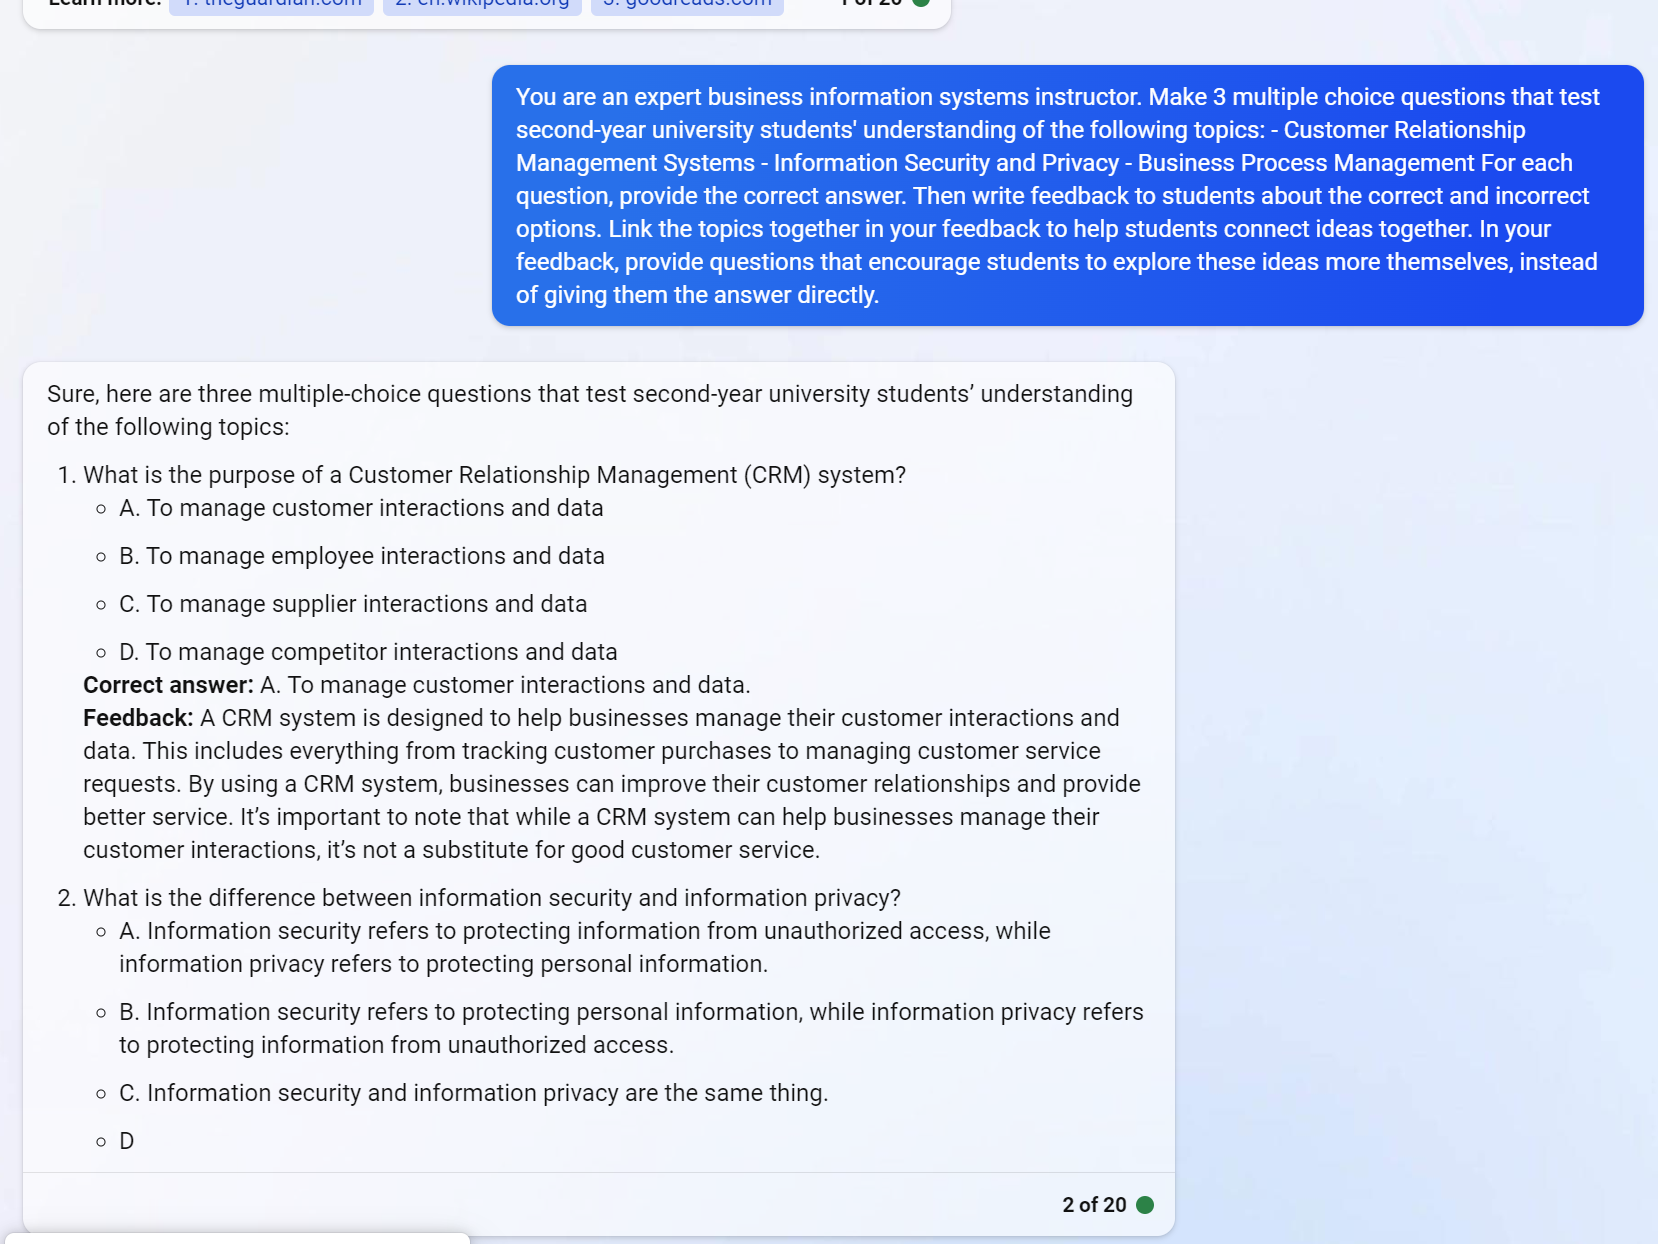 Learn more: 1. theguardian.com 2. en.wikipedia.org 3. goodreads.com 1 of 20
You are an expert business information systems instructor. Make 3 multiple choice questions that test
second-year university students' understanding of the following topics: - Customer Relationship
Management Systems - Information Security and Privacy - Business Process Management For each
question, provide the correct answer. Then write feedback to students about the correct and incorrect
options. Link the topics together in your feedback to help students connect ideas together. In your
feedback, provide questions that encourage students to explore these ideas more themselves, instead
of giving them the answer directly.
Sure, here are three multiple-choice questions that test second-year university students’ understanding
of the following topics:
1. What is the purpose of a Customer Relationship Management (CRM) system?
A. To manage customer interactions and data
B. To manage employee interactions and data
C. To manage supplier interactions and data
D. To manage competitor interactions and data
Correct answer: A. To manage customer interactions and data.
Feedback: A CRM system is designed to help businesses manage their customer interactions and
data. This includes everything from tracking customer purchases to managing customer service
requests. By using a CRM system, businesses can improve their customer relationships and provide
better service. It’s important to note that while a CRM system can help businesses manage their
customer interactions, it’s not a substitute for good customer service.
2. What is the difference between information security and information privacy?
A. Information security refers to protecting information from unauthorized access, while
information privacy refers to protecting personal information.
B. Information security refers to protecting personal information, while information privacy refers
to protecting information from unauthorized access.
C. Information security and information privacy are the same thing.
D
2 of 20